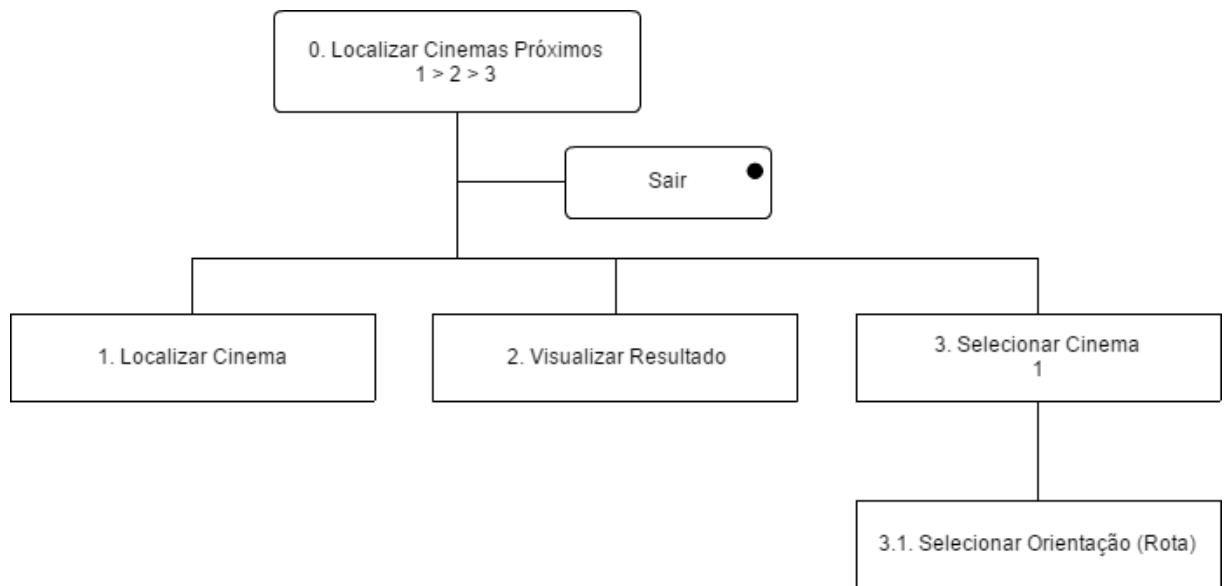 0. Localizar Cinemas Próximos
1 > 2 > 3
Sair
1. Localizar Cinema
2. Visualizar Resultado
3. Selecionar Cinema
1
3.1. Selecionar Orientação (Rota)